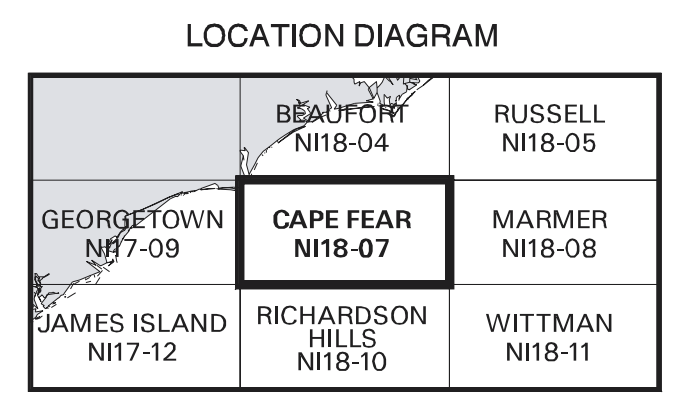 LOCATION DIAGRAM
BEAUFORT
NI18-04
RUSSELL
NI18-05
GEORGETOWN
NI17-09
CAPE FEAR
NI18-07
MARMER
NI18-08
JAMES ISLAND
NI17-12
RICHARDSON
HILLS
NI18-10
WITTMAN
NI18-11